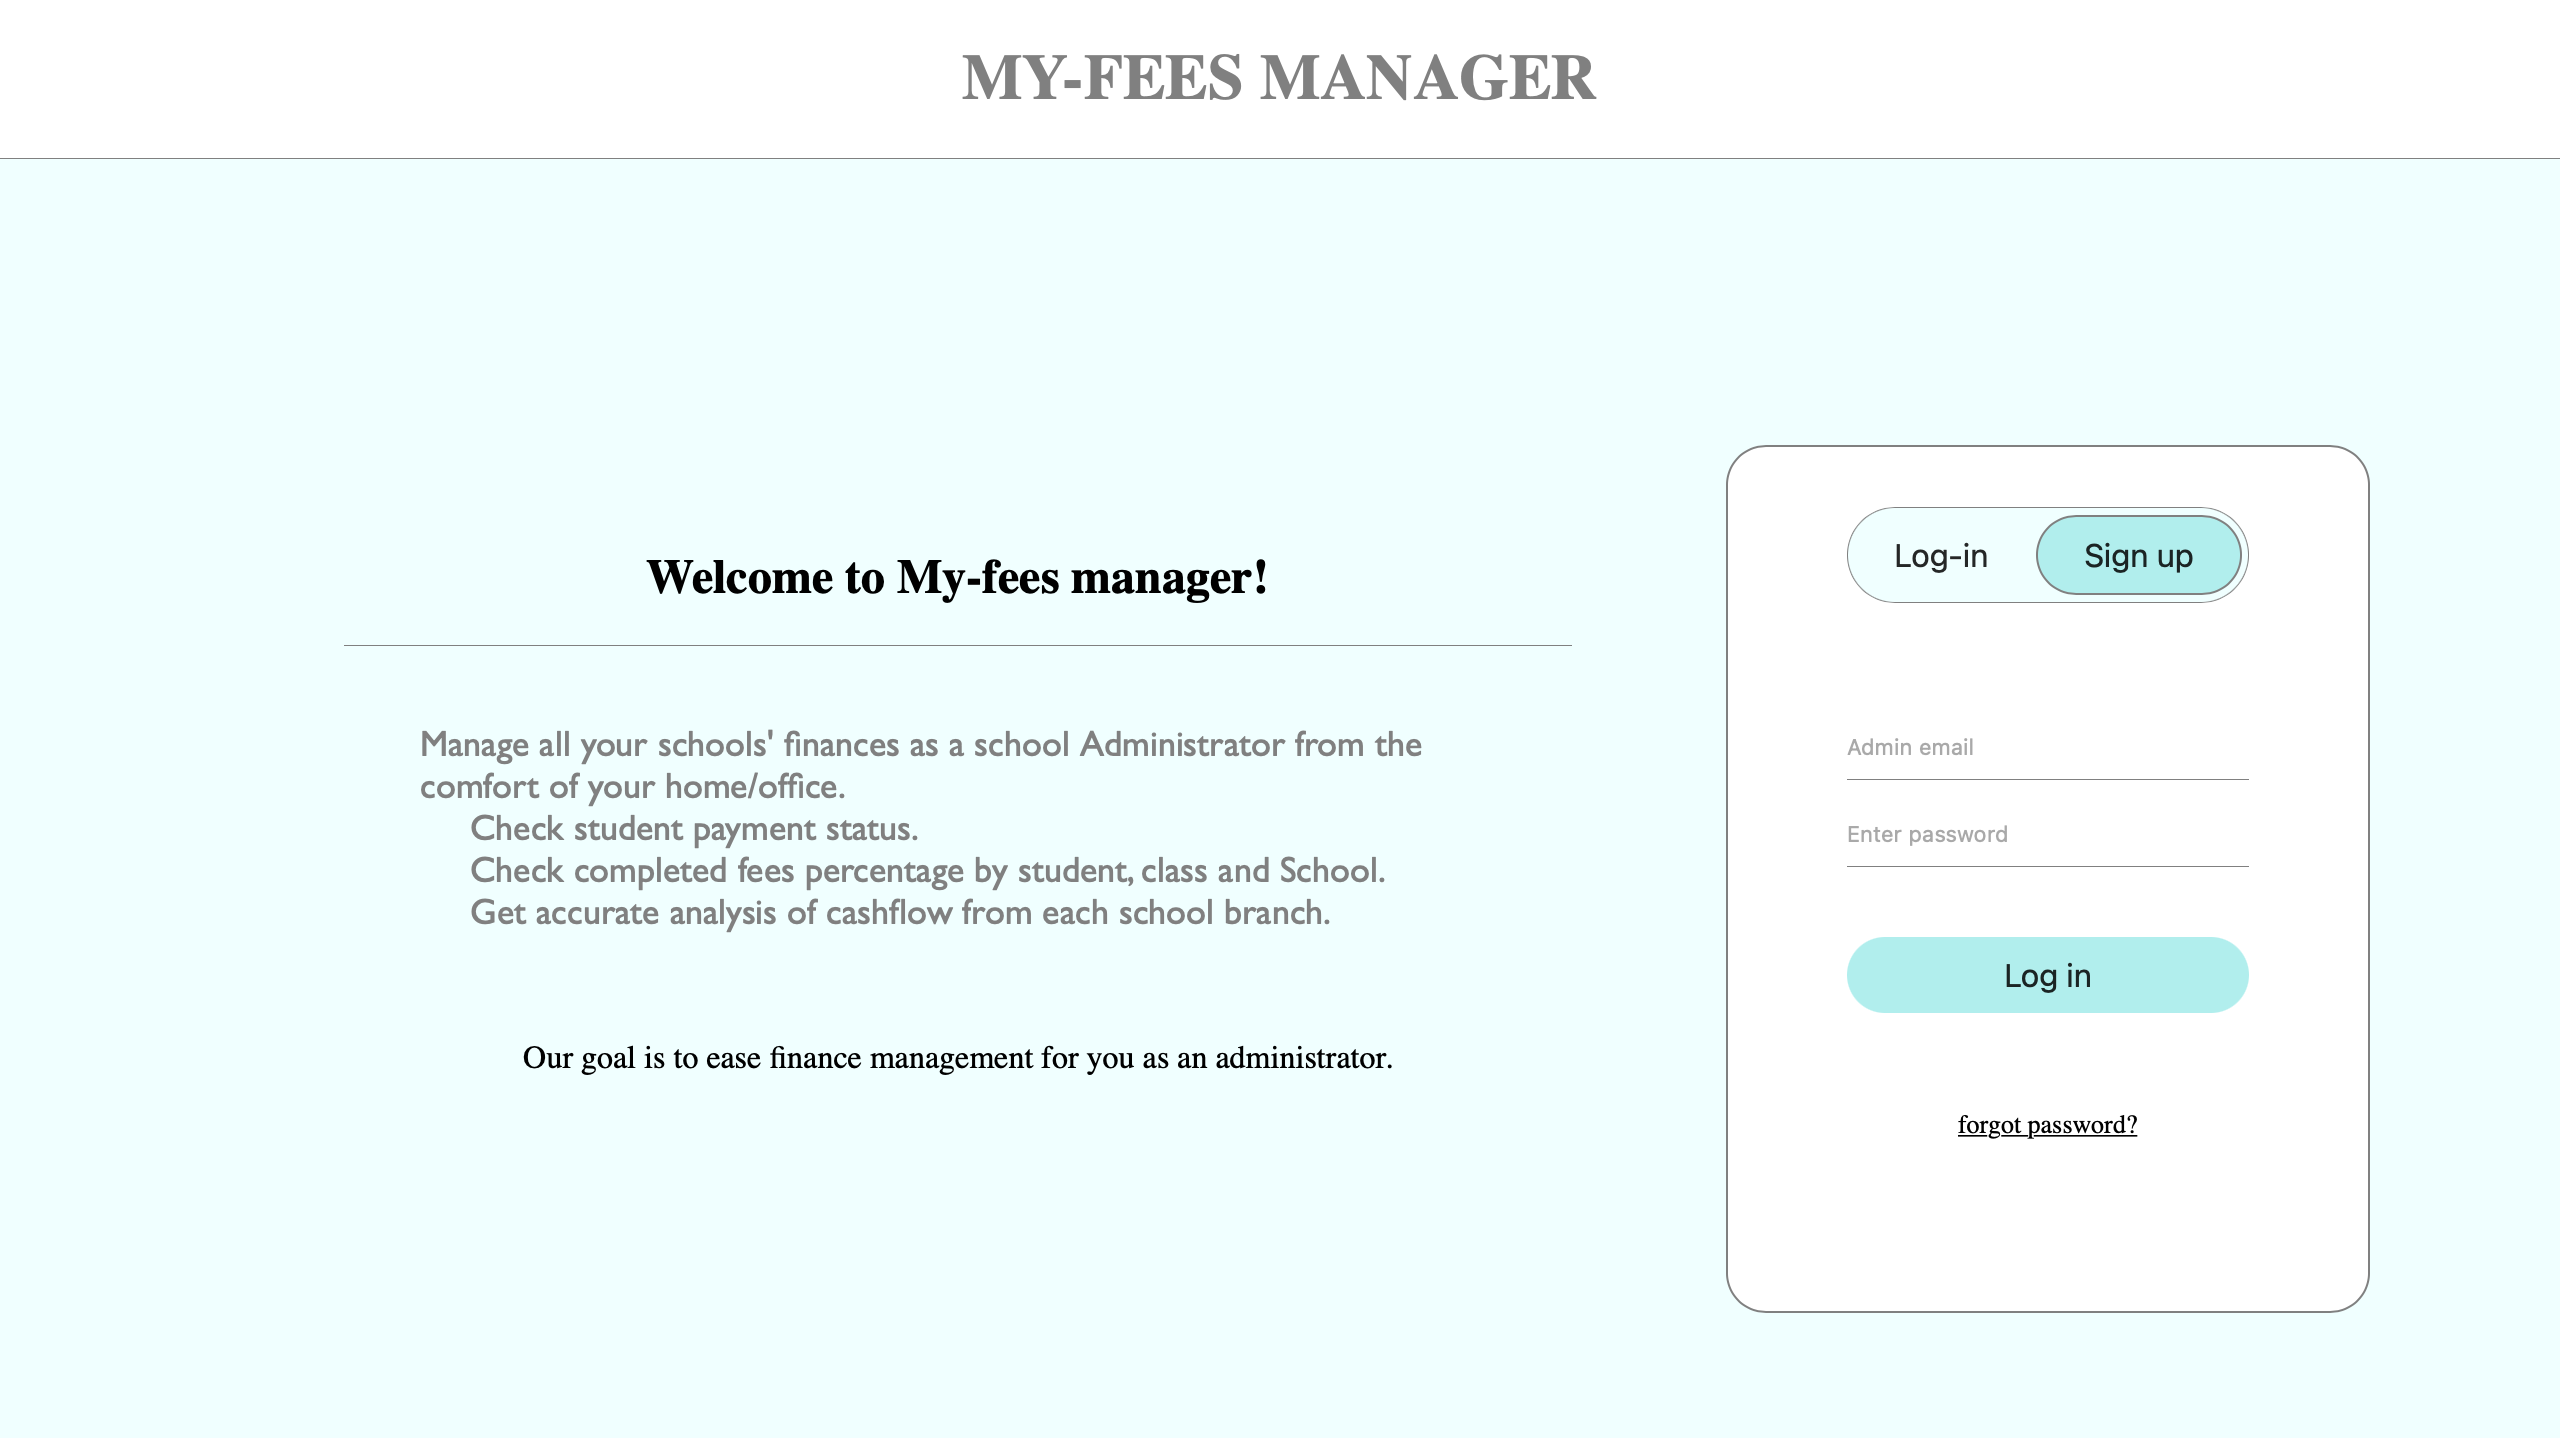 MY-FEES MANAGER
Welcome to My-fees manager!
Manage all your schools' finances as a school Administrator from the
comfort of your home/office.
Check student payment status.
Check completed fees percentage by student, class and School.
Get accurate analysis of cashflow from each school branch.
Our goal is to ease finance management for you as an administrator.
Log-in
Sign up
Admin email
Enter password
Log in
forgot password?